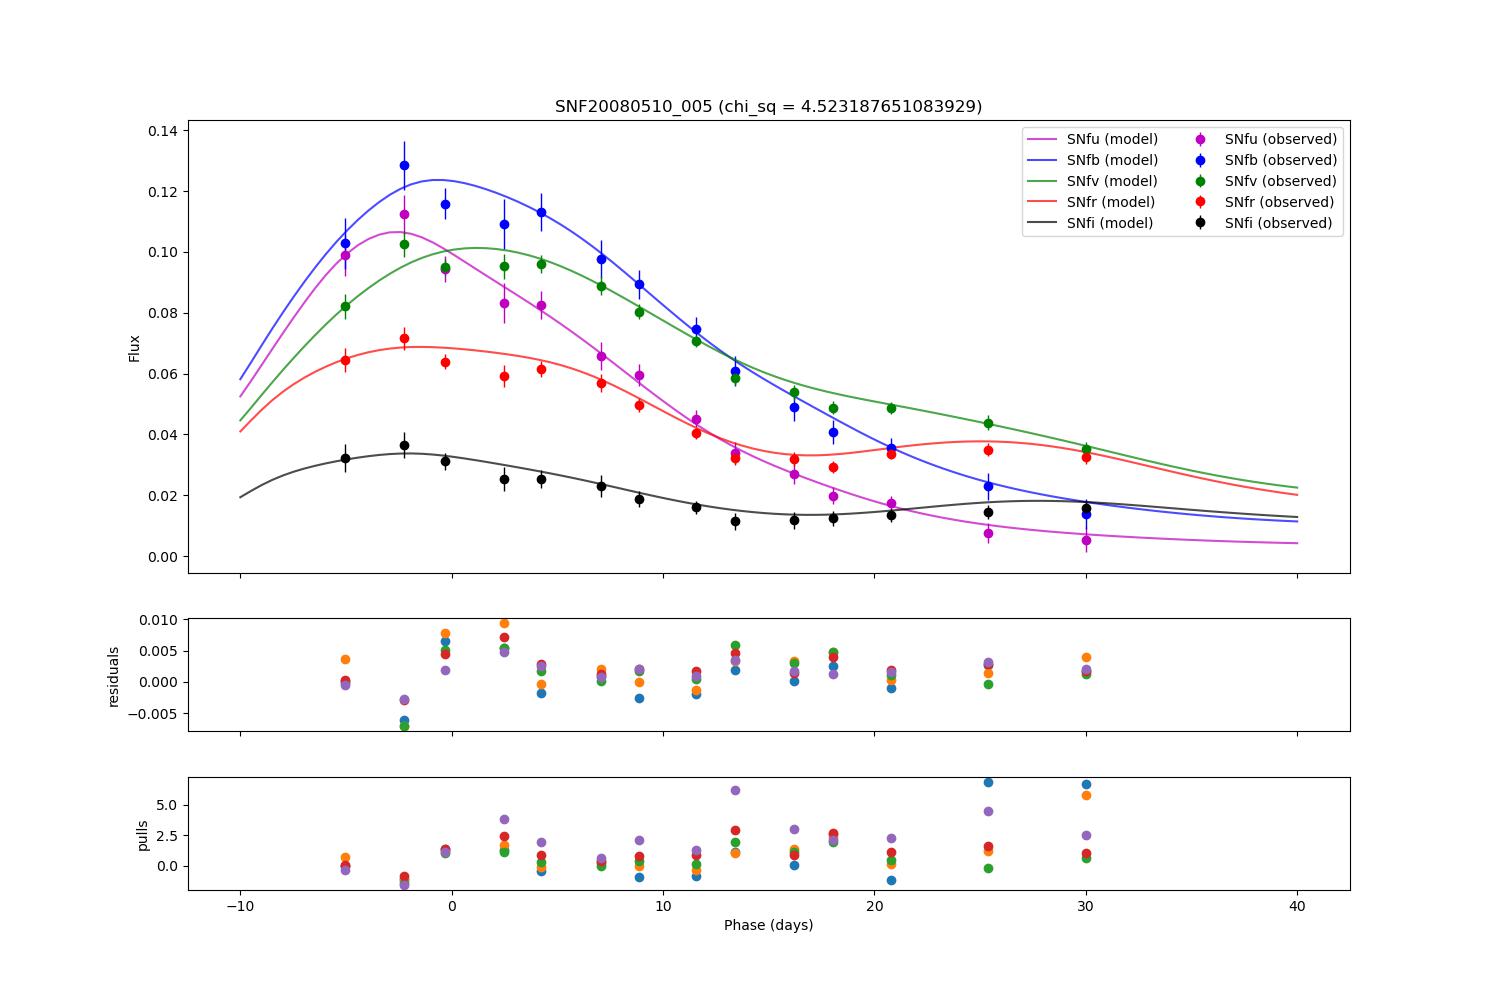 SNF20080510_005 (chi_sq = 4.523187651083929)
0.14
0.12
0.10
0.08
0.06
0.04
0.02
0.00
Flux
SNfu (model)
SNfb (model)
SNfv (model)
SNfr (model)
SNfi (model)
SNfu (observed)
SNfb (observed)
SNfv (observed)
SNfr (observed)
SNfi (observed)
0.010
0.005
0.000
−0.005
residuals
5.0
2.5
0.0
pulls
−10
0
10
20
30
40
Phase (days)